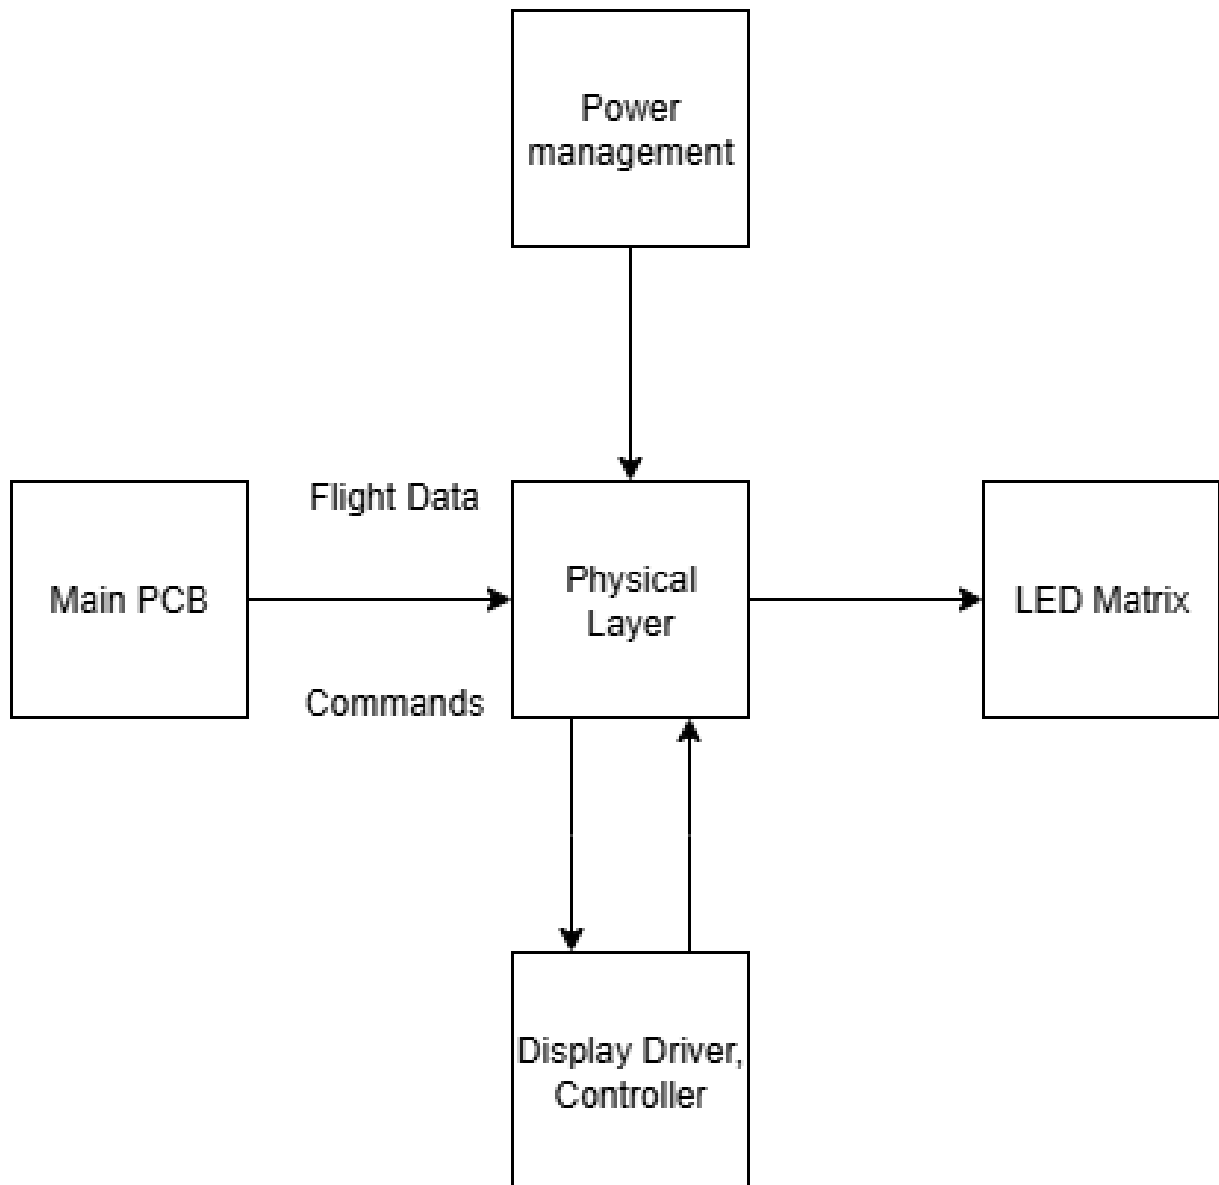 Power
management
Flight Data
Main PCB
Physical
Layer
LED Matrix
Commands
Display Driver,
Controller